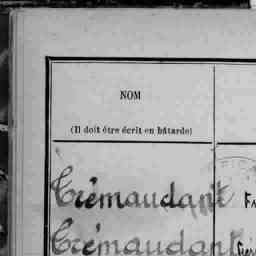 NOM
(Il doit être écrit en bâtarde)
Trémaudant
Trémaudant